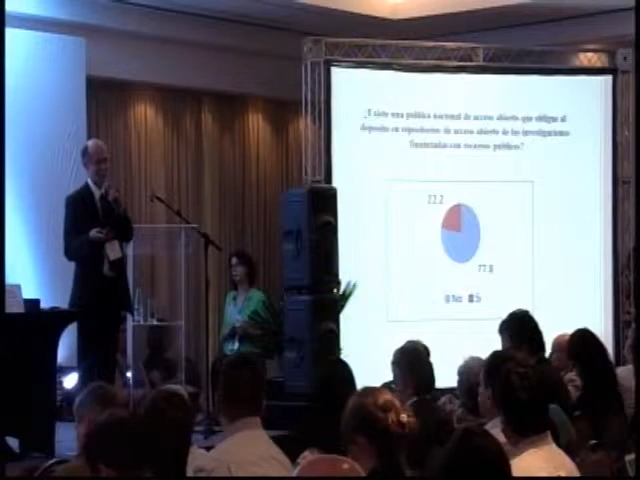 ¿Existe una política nacional de acceso abierto que obligue al
depósito en repositorios de acceso abierto de las investigaciones
financiadas con recursos públicos?
22.2
77.8
No Si